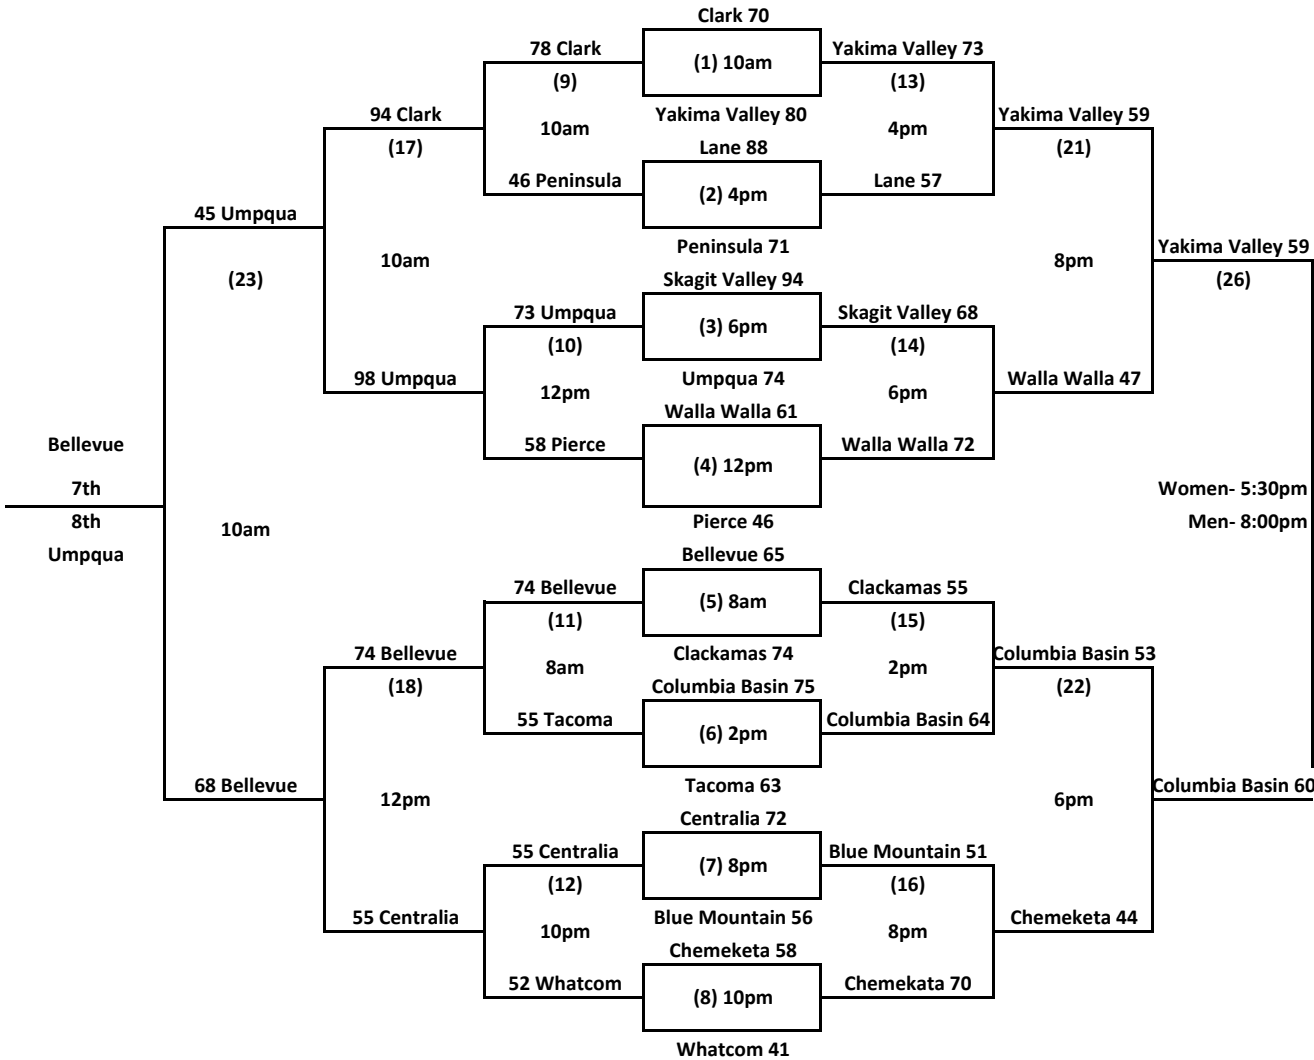 Clark 70
78 Clark
(1) 10am
Yakima Valley 73
(9)
(13)
94 Clark
10am
Yakima Valley 80
4pm
Yakima Valley 59
(17)
Lane 88
(21)
46 Peninsula
(2) 4pm
Lane 57
45 Umpqua
Peninsula 71
Yakima Valley 59
10am
8pm
(23)
Skagit Valley 94
(26)
73 Umpqua
(3) 6pm
Skagit Valley 68
(10)
(14)
98 Umpqua
12pm
Umpqua 74
6pm
Walla Walla 47
Walla Walla 61
Bellevue
58 Pierce
(4) 12pm
Walla Walla 72
7th
Women- 5:30pm
8th
10am
Pierce 46
Men- 8:00pm
Umpqua
Bellevue 65
74 Bellevue
(5) 8am
Clackamas 55
(11)
(15)
74 Bellevue
8am
Clackamas 74
2pm
Columbia Basin 53
(18)
Columbia Basin 75
(22)
55 Tacoma
(6) 2pm
Columbia Basin 64
68 Bellevue
12pm
Tacoma 63
6pm
Columbia Basin 60
Centralia 72
55 Centralia
(7) 8pm
Blue Mountain 51
(12)
(16)
55 Centralia
10pm
Blue Mountain 56
8pm
Chemeketa 44
Chemeketa 58
52 Whatcom
(8) 10pm
Chemekata 70
Whatcom 41